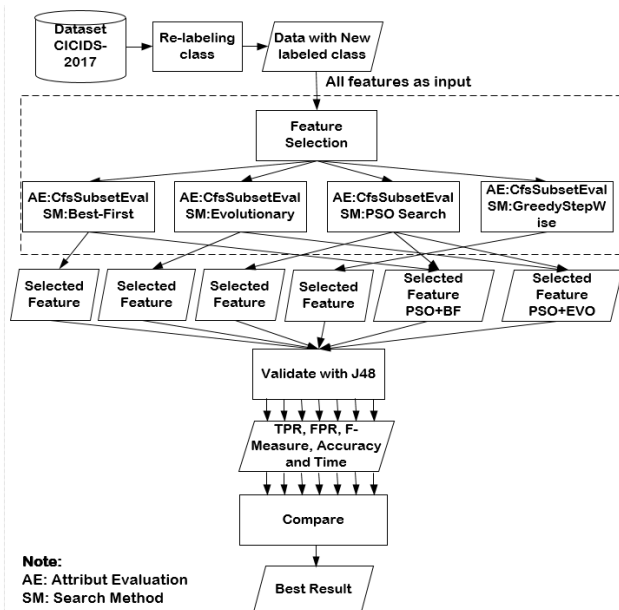 Dataset
CICIDS-
2017
Re-labeling
class
Data with New
labeled class
All features as input
Feature
Selection
AE:CfsSubsetEval
SM:Best-First
AE:CfsSubsetEval
SM:Evolutionary
AE:CfsSubsetEval
SM:PSO Search
AE:CfsSubsetEval
SM:GreedyStepW
ise
Selected
Feature
Selected
Feature
Selected
Feature
Selected
Feature
Selected
Feature
PSO+BF
Selected
Feature
PSO+EVO
Validate with J48
TPR, FPR, F-
Measure, Accuracy
and Time
Compare
Best Result
Note:
AE: Attribut Evaluation
SM: Search Method